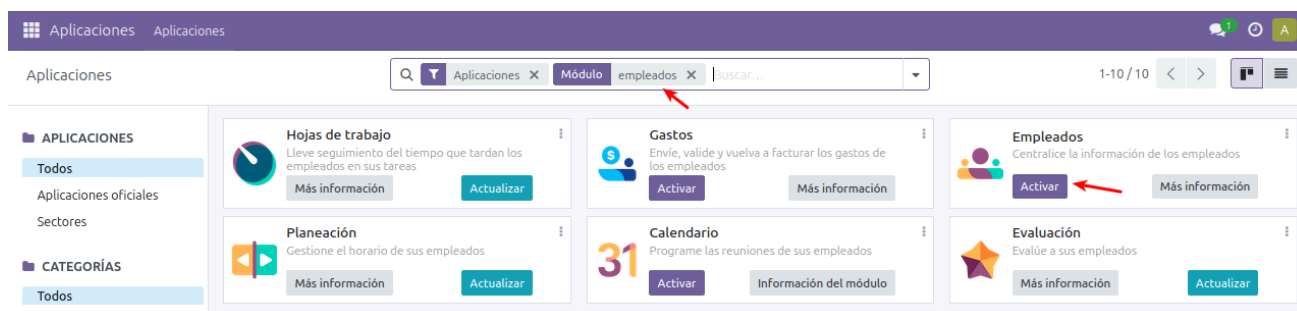 Aplicaciones Aplicaciones 1 A
Aplicaciones Aplicaciones × Módulo empleados × Buscar... 1-10 / 10
APLICACIONES
Todos
Aplicaciones oficiales
Sectores
CATEGORÍAS
Todos
Hojas de trabajo
Lleve seguimiento del tiempo que tardan los
empleados en sus tareas
Más información Actualizar
Gastos
Envíe, valide y vuelva a facturar los gastos de
los empleados
Activar Más información
Empleados
Centralice la información de los empleados
Activar Más información
Planeación
Gestione el horario de sus empleados
Más información Actualizar
31
Calendario
Programe las reuniones de sus empleados
Activar Información del módulo
Evaluación
Evalúe a sus empleados
Más información Actualizar